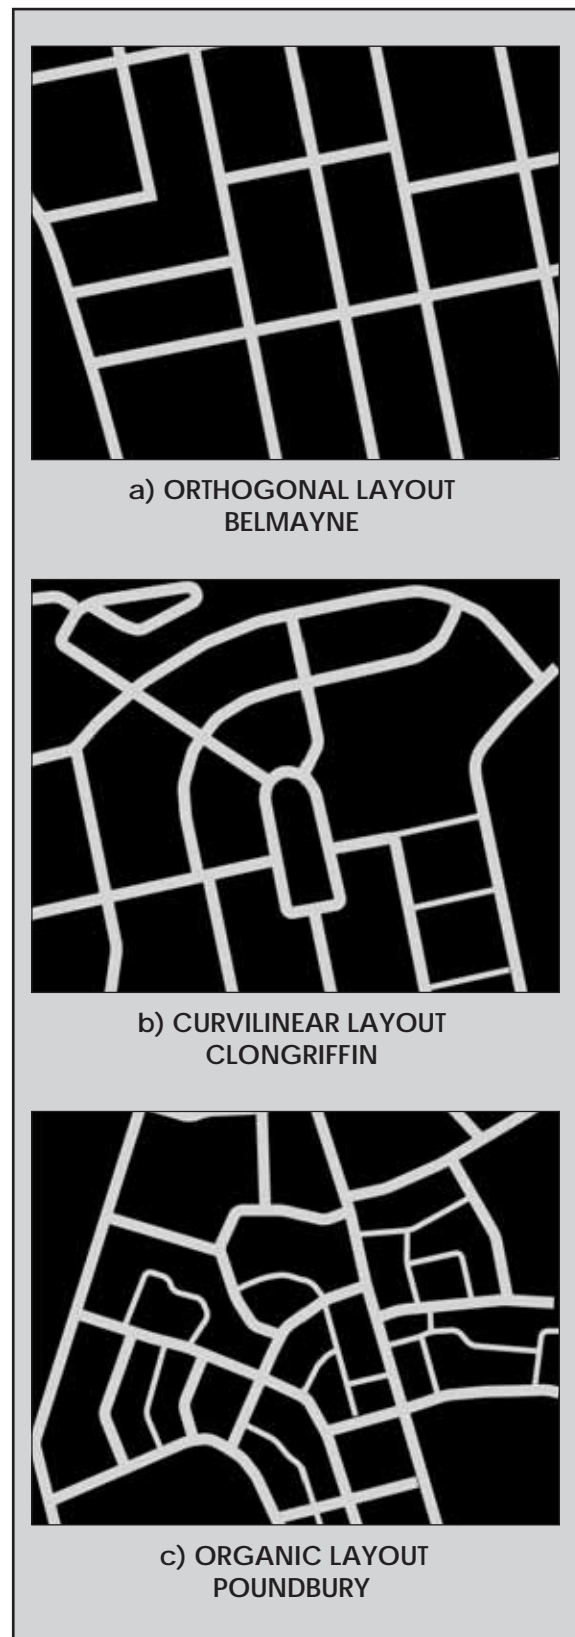 a) ORTHOGONAL LAYOUT
BELMAYNE
b) CURVILINEAR LAYOUT
CLONGRIFFIN
c) ORGANIC LAYOUT
POUNDBURY